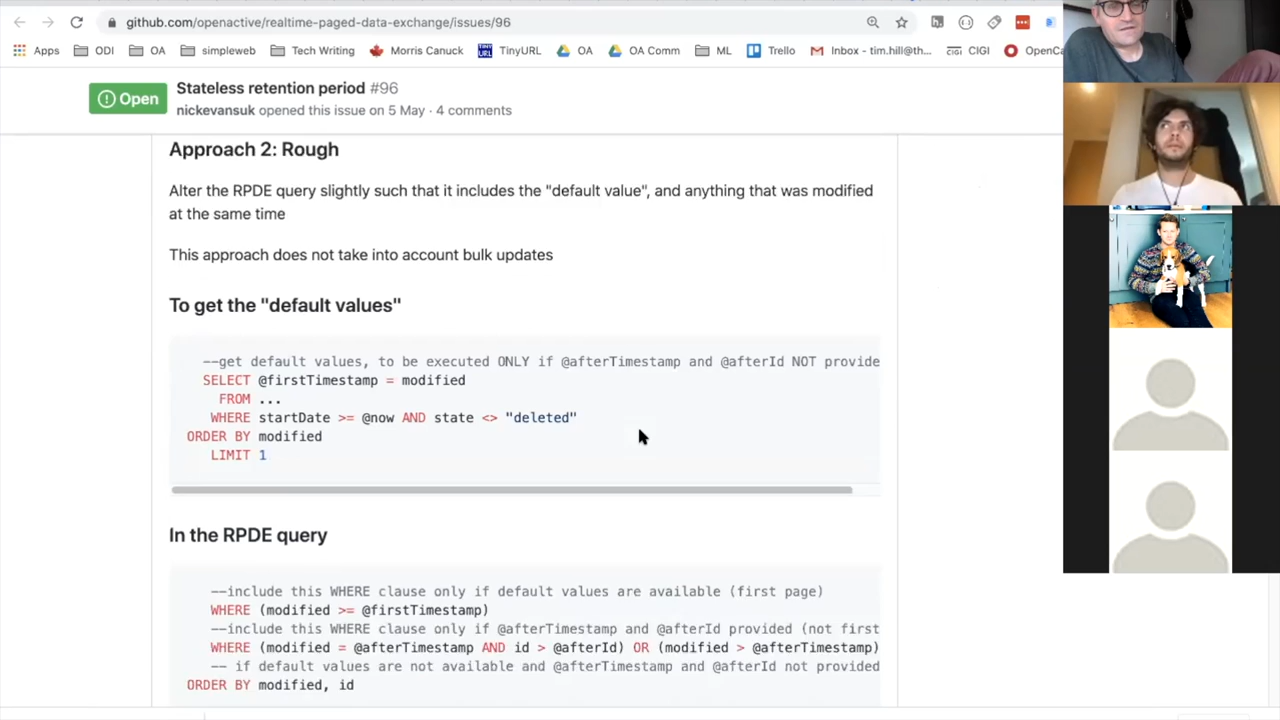 github.com/openactive/realtime-paged-data-exchange/issues/96
Apps ODI OA simpleweb Tech Writing Morris Canuck TinyURL OA OA Comm ML Trello Inbox - tim.hill@th... CIGI OpenCa
Open
Stateless retention period #96
nickevansuk opened this issue on 5 May · 4 comments
Approach 2: Rough
Alter the RPDE query slightly such that it includes the "default value", and anything that was modified
at the same time
This approach does not take into account bulk updates
To get the "default values"
--get default values, to be executed ONLY if @afterTimestamp and @afterId NOT provide
SELECT @firstTimestamp = modified
FROM ...
WHERE startDate >= @now AND state <> "deleted"
ORDER BY modified
LIMIT 1
In the RPDE query
--include this WHERE clause only if default values are available (first page)
WHERE (modified >= @firstTimestamp)
--include this WHERE clause only if @afterTimestamp and @afterId provided (not first
WHERE (modified = @afterTimestamp AND id > @afterId) OR (modified > @afterTimestamp)
-- if default values are not available and @afterTimestamp and @afterId not provided
ORDER BY modified, id